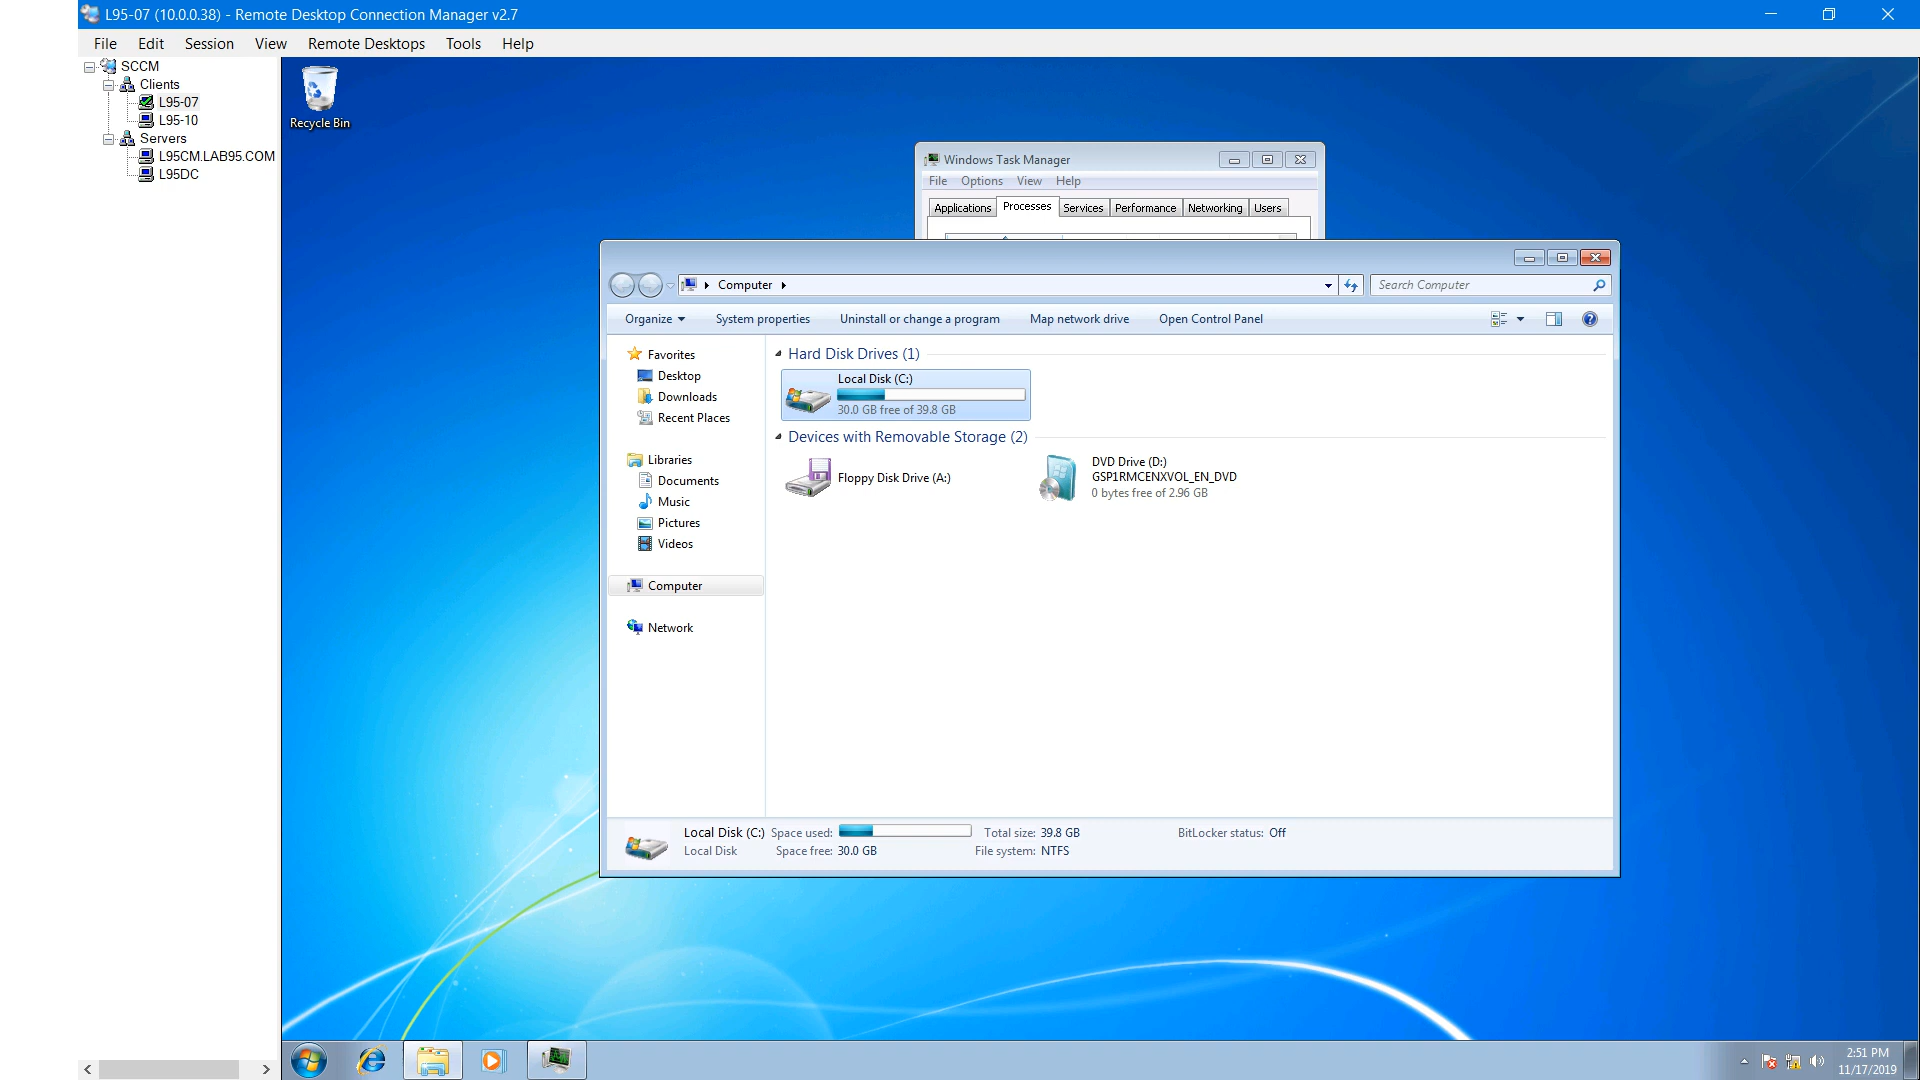 L95-07 (10.0.0.38) - Remote Desktop Connection Manager v2.7
File Edit Session View Remote Desktops Tools Help
SCCM
Clients
L95-07
L95-10
Servers
L95CM.LAB95.COM
L95DC
Recycle Bin
Windows Task Manager
File Options View Help
Applications Processes Services Performance Networking Users
Computer
Search Computer
Organize System properties Uninstall or change a program Map network drive Open Control Panel
Favorites
Desktop
Downloads
Recent Places
Libraries
Documents
Music
Pictures
Videos
Computer
Network
Hard Disk Drives (1)
Local Disk (C:)
30.0 GB free of 39.8 GB
Devices with Removable Storage (2)
Floppy Disk Drive (A:)
DVD Drive (D:)
GSP1RMCENXVOL_EN_DVD
0 bytes free of 2.96 GB
Local Disk (C:) Space used: Total size: 39.8 GB BitLocker status: Off
Local Disk Space free: 30.0 GB File system: NTFS
2:51 PM
11/17/2019